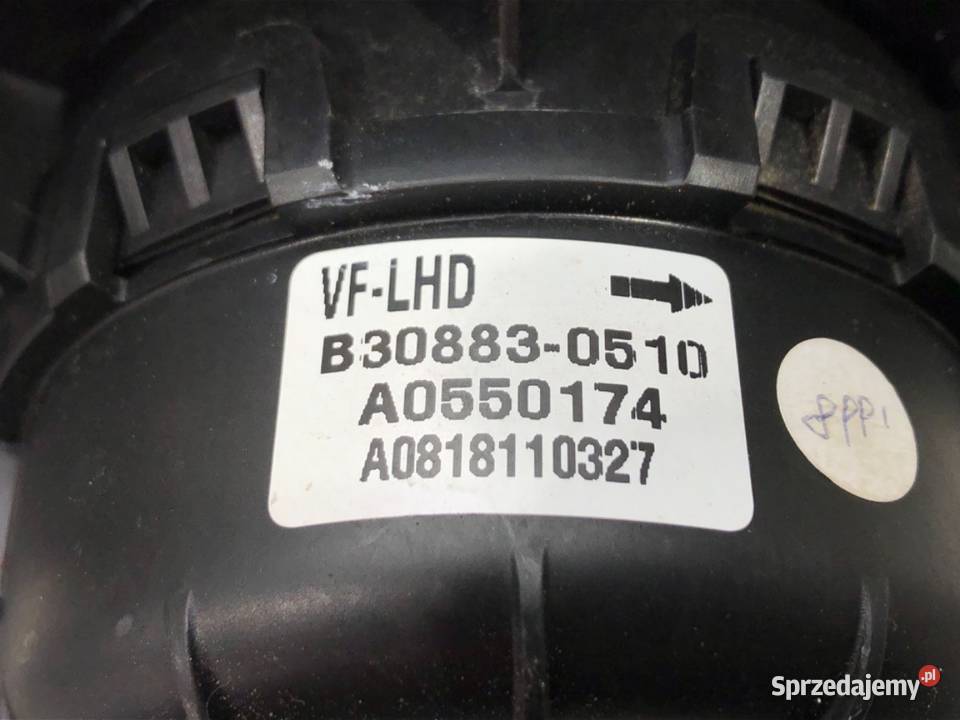 VF-LHD
B30883-0510
A0550174
A0818110327
Sprzedajemy.pl